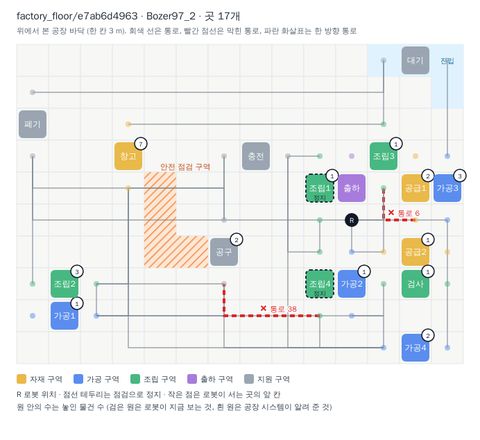 factory_floor/e7ab6d4963 · Bozer97_2 · 곳 17개
위에서 본 공장 바닥 (한 칸 3 m). 회색 선은 통로, 빨간 점선은 막힌 통로, 파란 화살표는 한 방향 통로
대기
진입
폐기
창고
7
안전 점검 구역
충전
조립3
1
조립1
1
정지
출하
공급1
2
가공3
3
R
✕ 통로 6
공구
2
공급2
1
조립2
3
조립4
1
정지
가공2
1
검사
1
가공1
1
✕ 통로 38
가공4
2
자재 구역
가공 구역
조립 구역
출하 구역
지원 구역
R 로봇 위치 · 점선 테두리는 점검으로 정지 · 작은 점은 로봇이 서는 곳의 앞 칸
원 안의 수는 놓인 물건 수 (검은 원은 로봇이 지금 보는 것, 흰 원은 공장 시스템이 알려 준 것)